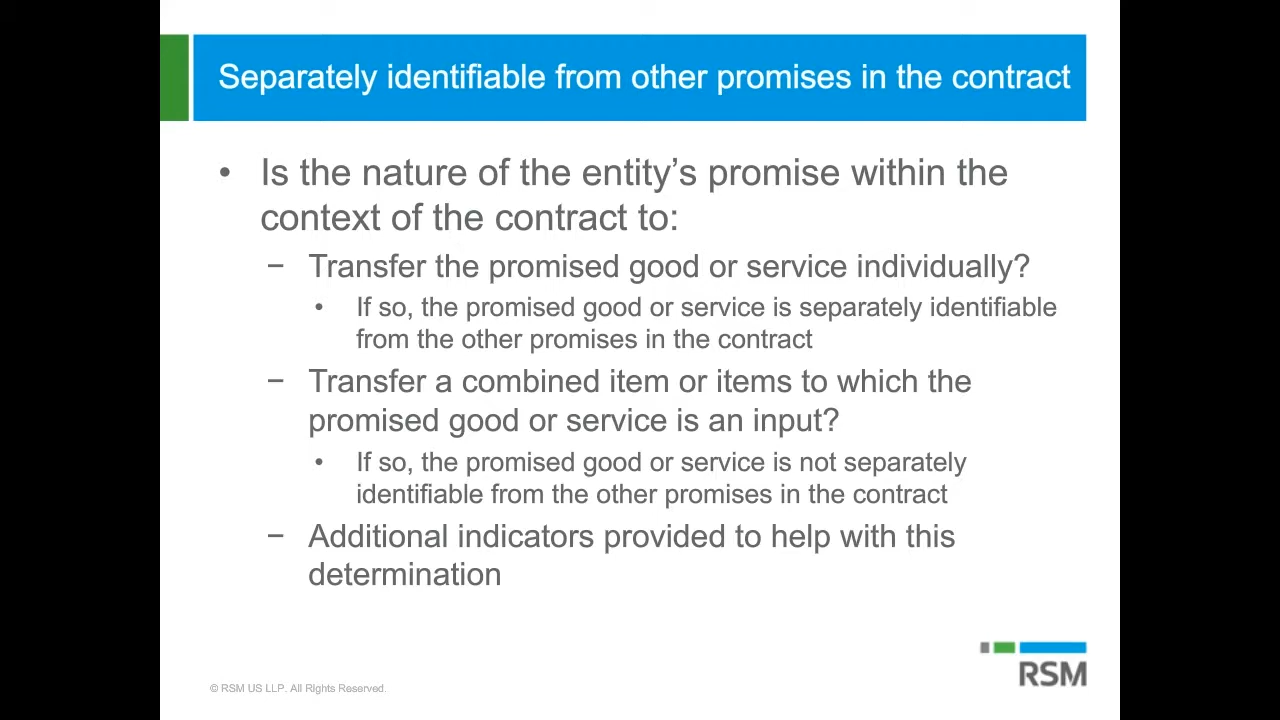 Separately identifiable from other promises in the contract
• Is the nature of the entity’s promise within the
context of the contract to:
− Transfer the promised good or service individually?
• If so, the promised good or service is separately identifiable
from the other promises in the contract
− Transfer a combined item or items to which the
promised good or service is an input?
• If so, the promised good or service is not separately
identifiable from the other promises in the contract
− Additional indicators provided to help with this
determination
© RSM US LLP. All Rights Reserved.
RSM